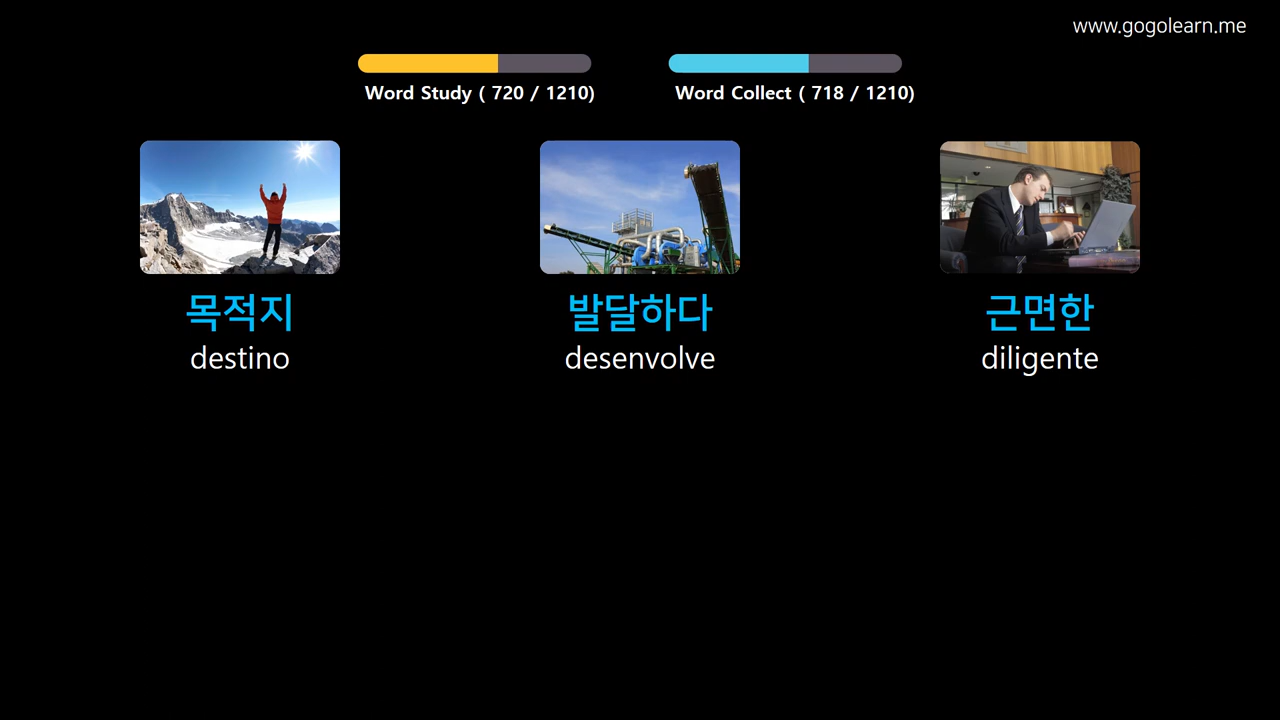 www.gogolearn.me
Word Study ( 720 / 1210)
Word Collect ( 718 / 1210)
목적지
destino
발달하다
desenvolve
근면한
diligente